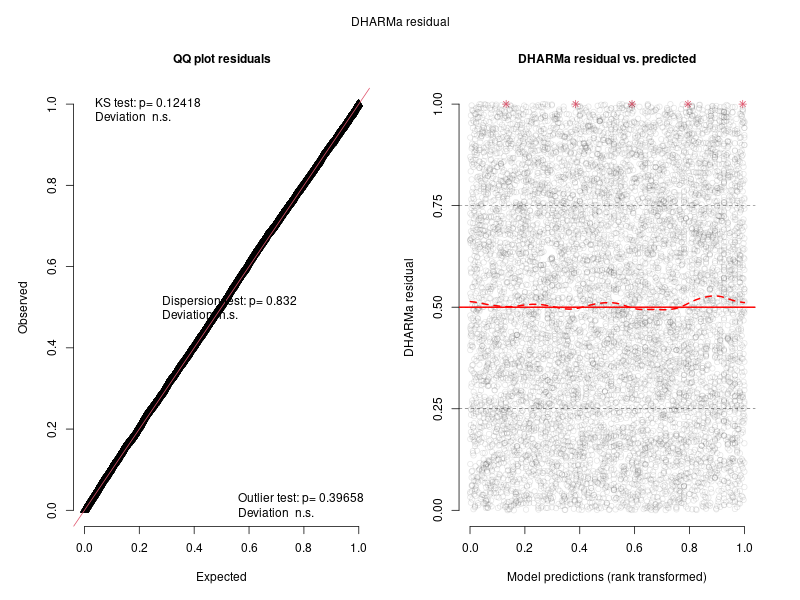 DHARMa residual
QQ plot residuals
KS test: p= 0.12418
Deviation n.s.
Dispersion test: p= 0.832
Deviation n.s.
Outlier test: p= 0.39658
Deviation n.s.
Observed
0.0 0.2 0.4 0.6 0.8 1.0
0.0 0.2 0.4 0.6 0.8 1.0
Expected
DHARMa residual vs. predicted
DHARMa residual
0.00 0.25 0.50 0.75 1.00
0.0 0.2 0.4 0.6 0.8 1.0
Model predictions (rank transformed)